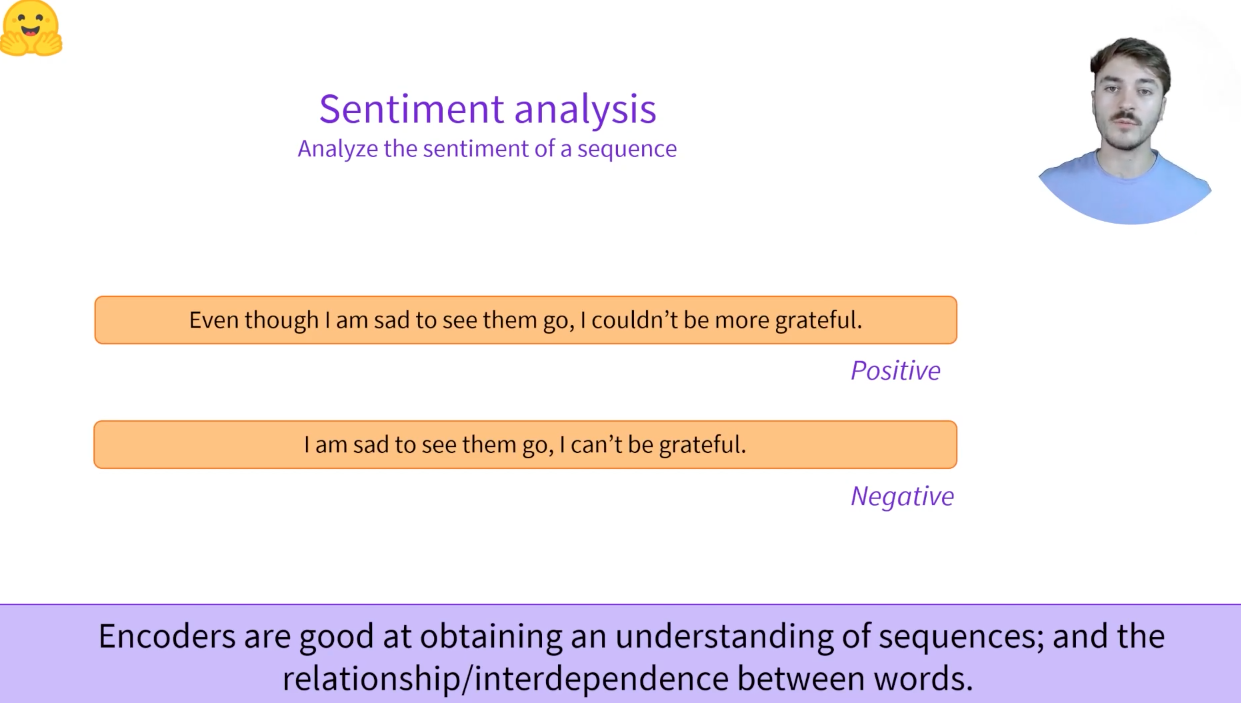 Sentiment analysis
Analyze the sentiment of a sequence
Even though I am sad to see them go, I couldn’t be more grateful.
Positive
I am sad to see them go, I can’t be grateful.
Negative
Encoders are good at obtaining an understanding of sequences; and the
relationship/interdependence between words.